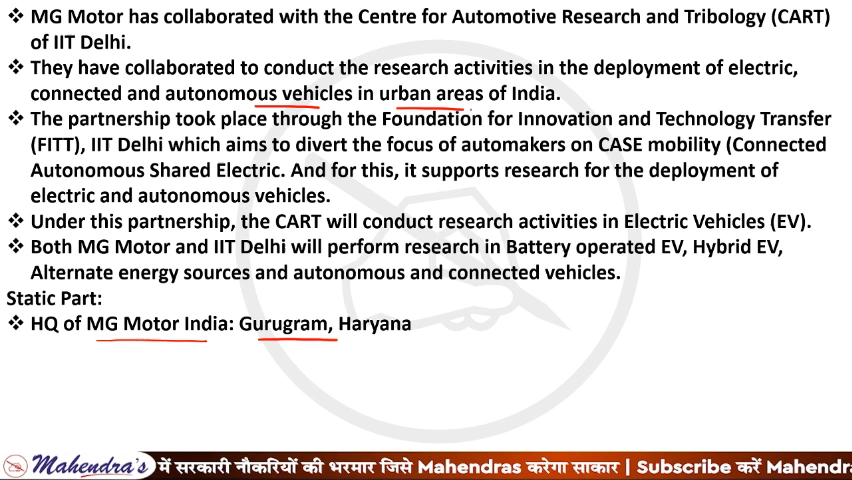 ❖ MG Motor has collaborated with the Centre for Automotive Research and Tribology (CART)
of IIT Delhi.
❖ They have collaborated to conduct the research activities in the deployment of electric,
connected and autonomous vehicles in urban areas of India.
❖ The partnership took place through the Foundation for Innovation and Technology Transfer
(FITT), IIT Delhi which aims to divert the focus of automakers on CASE mobility (Connected
Autonomous Shared Electric. And for this, it supports research for the deployment of
electric and autonomous vehicles.
❖ Under this partnership, the CART will conduct research activities in Electric Vehicles (EV).
❖ Both MG Motor and IIT Delhi will perform research in Battery operated EV, Hybrid EV,
Alternate energy sources and autonomous and connected vehicles.
Static Part:
❖ HQ of MG Motor India: Gurugram, Haryana
Mahendra's में सरकारी नौकरियों की भरमार जिसे Mahendras करेगा साकार | Subscribe करें Mahendra